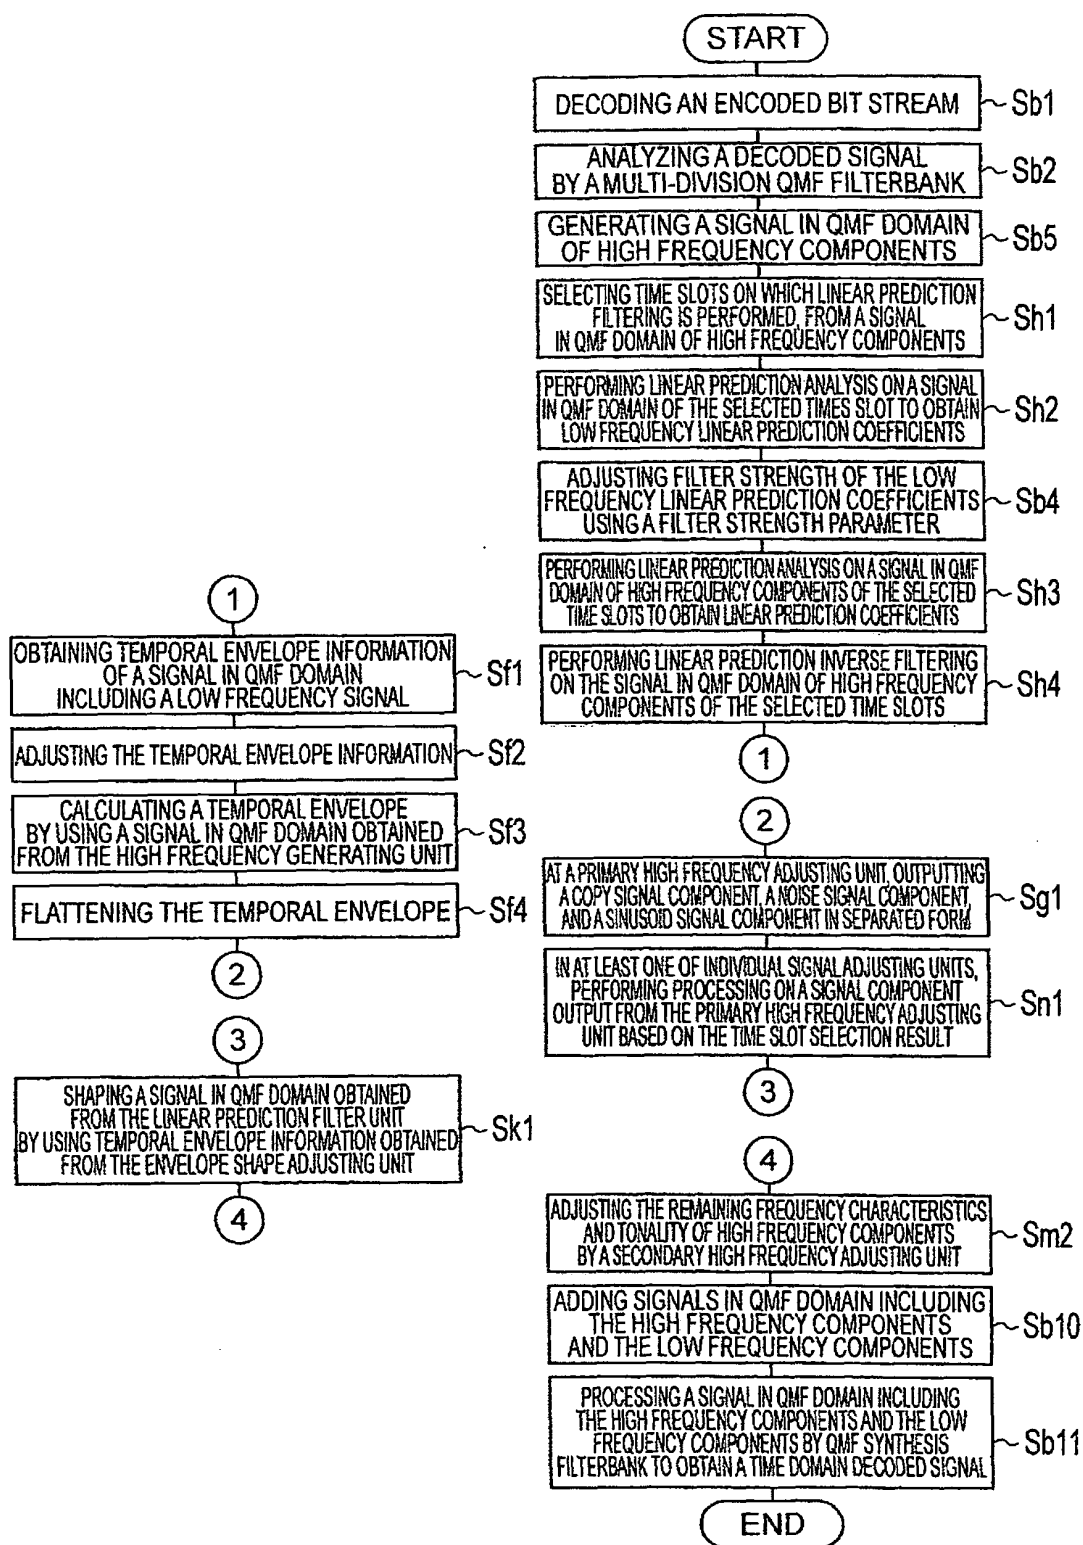 START
DECODING AN ENCODED BIT STREAM
Sb1
ANALYZING A DECODED SIGNAL
BY A MULTI-DIVISION QMF FILTERBANK
Sb2
GENERATING A SIGNAL IN QMF DOMAIN
OF HIGH FREQUENCY COMPONENTS
Sb5
SELECTING TIME SLOTS ON WHICH LINEAR PREDICTION
FILTERING IS PERFORMED, FROM A SIGNAL
IN QMF DOMAIN OF HIGH FREQUENCY COMPONENTS
Sh1
PERFORMING LINEAR PREDICTION ANALYSIS ON A SIGNAL
IN QMF DOMAIN OF THE SELECTED TIMES SLOT TO OBTAIN
LOW FREQUENCY LINEAR PREDICTION COEFFICIENTS
Sh2
ADJUSTING FILTER STRENGTH OF THE LOW
FREQUENCY LINEAR PREDICTION COEFFICIENTS
USING A FILTER STRENGTH PARAMETER
Sb4
PERFORMING LINEAR PREDICTION ANALYSIS ON A SIGNAL IN QMF
DOMAIN OF HIGH FREQUENCY COMPONENTS OF THE SELECTED
TIME SLOTS TO OBTAIN LINEAR PREDICTION COEFFICIENTS
Sh3
PERFORMNG LINEAR PREDICTION INVERSE FILTERING
ON THE SIGNAL IN QMF DOMAIN OF HIGH FREQUENCY
COMPONENTS OF THE SELECTED TIME SLOTS
Sh4
1
1
OBTAINING TEMPORAL ENVELOPE INFORMATION
OF A SIGNAL IN QMF DOMAIN
INCLUDING A LOW FREQUENCY SIGNAL
Sf1
ADJUSTING THE TEMPORAL ENVELOPE INFORMATION
Sf2
CALCULATING A TEMPORAL ENVELOPE
BY USING A SIGNAL IN QMF DOMAIN OBTAINED
FROM THE HIGH FREQUENCY GENERATING UNIT
Sf3
FLATTENING THE TEMPORAL ENVELOPE
Sf4
2
2
AT A PRIMARY HIGH FREQUENCY ADJUSTING UNIT, OUTPUTTING
A COPY SIGNAL COMPONENT, A NOISE SIGNAL COMPONENT,
AND A SINUSOID SIGNAL COMPONENT IN SEPARATED FORM
Sg1
IN AT LEAST ONE OF INDIVIDUAL SIGNAL ADJUSTING UNITS,
PERFORMING PROCESSING ON A SIGNAL COMPONENT
OUTPUT FROM THE PRIMARY HIGH FREQUENCY ADJUSTING
UNIT BASED ON THE TIME SLOT SELECTION RESULT
Sn1
3
3
SHAPING A SIGNAL IN QMF DOMAIN OBTAINED
FROM THE LINEAR PREDICTION FILTER UNIT
BY USING TEMPORAL ENVELOPE INFORMATION OBTAINED
FROM THE ENVELOPE SHAPE ADJUSTING UNIT
Sk1
4
4
ADJUSTING THE REMAINING FREQUENCY CHARACTERISTICS
AND TONALITY OF HIGH FREQUENCY COMPONENTS
BY A SECONDARY HIGH FREQUENCY ADJUSTING UNIT
Sm2
ADDING SIGNALS IN QMF DOMAIN INCLUDING
THE HIGH FREQUENCY COMPONENTS
AND THE LOW FREQUENCY COMPONENTS
Sb10
PROCESSING A SIGNAL IN QMF DOMAIN INCLUDING
THE HIGH FREQUENCY COMPONENTS AND THE LOW
FREQUENCY COMPONENTS BY QMF SYNTHESIS
FILTERBANK TO OBTAIN A TIME DOMAIN DECODED SIGNAL
Sb11
END